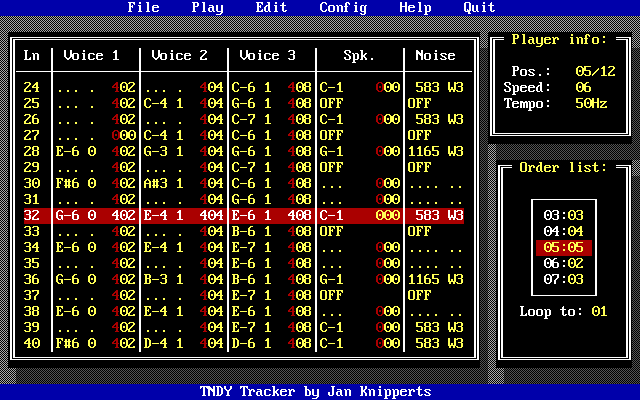 File Play Edit Config Help Quit
Ln Voice 1 Voice 2 Voice 3 Spk. Noise
24 ... . 402 ... . 404 C-6 1 408 C-1 000 583 W3
25 ... . 402 C-4 1 404 G-6 1 408 OFF OFF
26 ... . 402 ... . 404 C-7 1 408 C-1 000 583 W3
27 ... . 000 C-4 1 404 C-6 1 408 OFF OFF
28 E-6 0 402 G-3 1 404 G-6 1 408 G-1 000 1165 W3
29 ... . 402 ... . 404 C-7 1 408 OFF OFF
30 F#6 0 402 A#3 1 404 C-6 1 408 ... 000 .... ..
31 ... . 402 ... . 404 G-6 1 408 ... 000 .... ..
32 G-6 0 402 E-4 1 404 E-6 1 408 C-1 000 583 W3
33 ... . 402 ... . 404 B-6 1 408 OFF OFF
34 E-6 0 402 E-4 1 404 E-7 1 408 ... 000 .... ..
35 ... . 402 ... . 404 E-6 1 408 ... 000 .... ..
36 G-6 0 402 B-3 1 404 B-6 1 408 G-1 000 1165 W3
37 ... . 402 ... . 404 E-7 1 408 OFF OFF
38 E-6 0 402 E-4 1 404 E-6 1 408 ... 000 .... ..
39 ... . 402 ... . 404 E-7 1 408 C-1 000 583 W3
40 F#6 0 402 D-4 1 404 D-6 1 408 C-1 000 583 W3
Player info:
Pos.: 05/12
Speed: 06
Tempo: 50Hz
Order list:
03:03
04:04
05:05
06:02
07:03
Loop to: 01
TNDY Tracker by Jan Knipperts